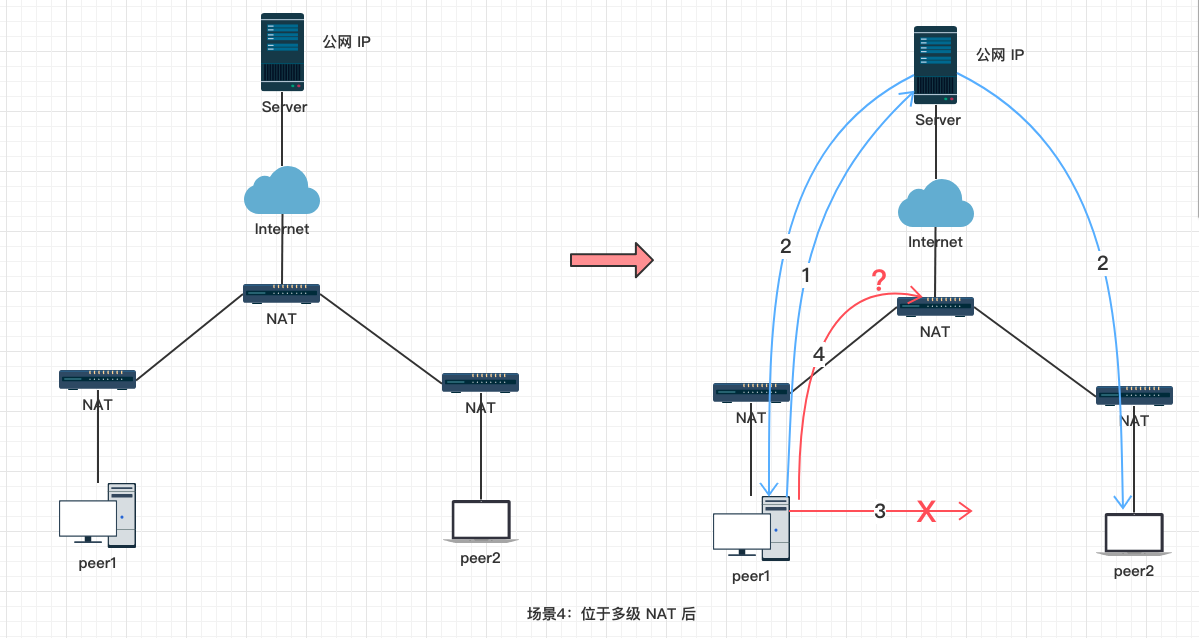 公网 IP
Server
Internet
NAT
NAT
NAT
peer1
peer2
公网 IP
Server
Internet
2
1
2
?
NAT
4
NAT
NAT
3
X
peer1
peer2
场景4：位于多级 NAT 后